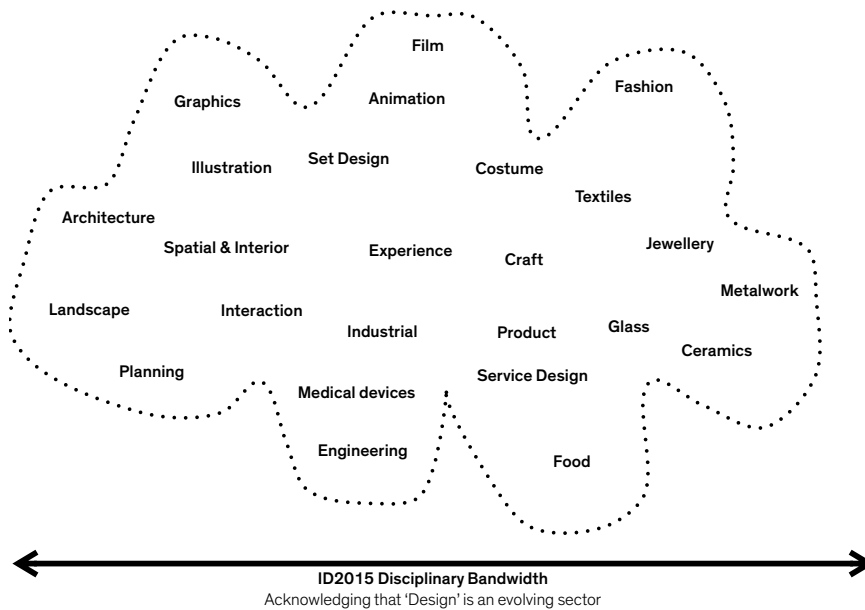 Film
Fashion
Animation
Graphics
Set Design
Illustration
Costume
Textiles
Architecture
Jewellery
Spatial & Interior
Experience
Craft
Metalwork
Landscape
Interaction
Glass
Industrial
Product
Ceramics
Planning
Service Design
Medical devices
Engineering
Food
ID2015 Disciplinary Bandwidth
Acknowledging that ‘Design’ is an evolving sector